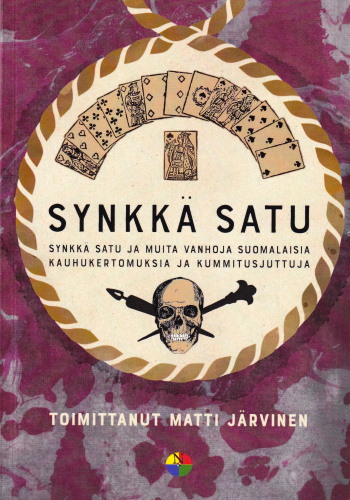 SYNKKÄ SATU
SYNKKÄ SATU JA MUITA VANHOJA SUOMALAISIA
KAUHUKERTOMUKSIA JA KUMMITUSJUTTUJA
TOIMITTANUT MATTI JÄRVINEN
N